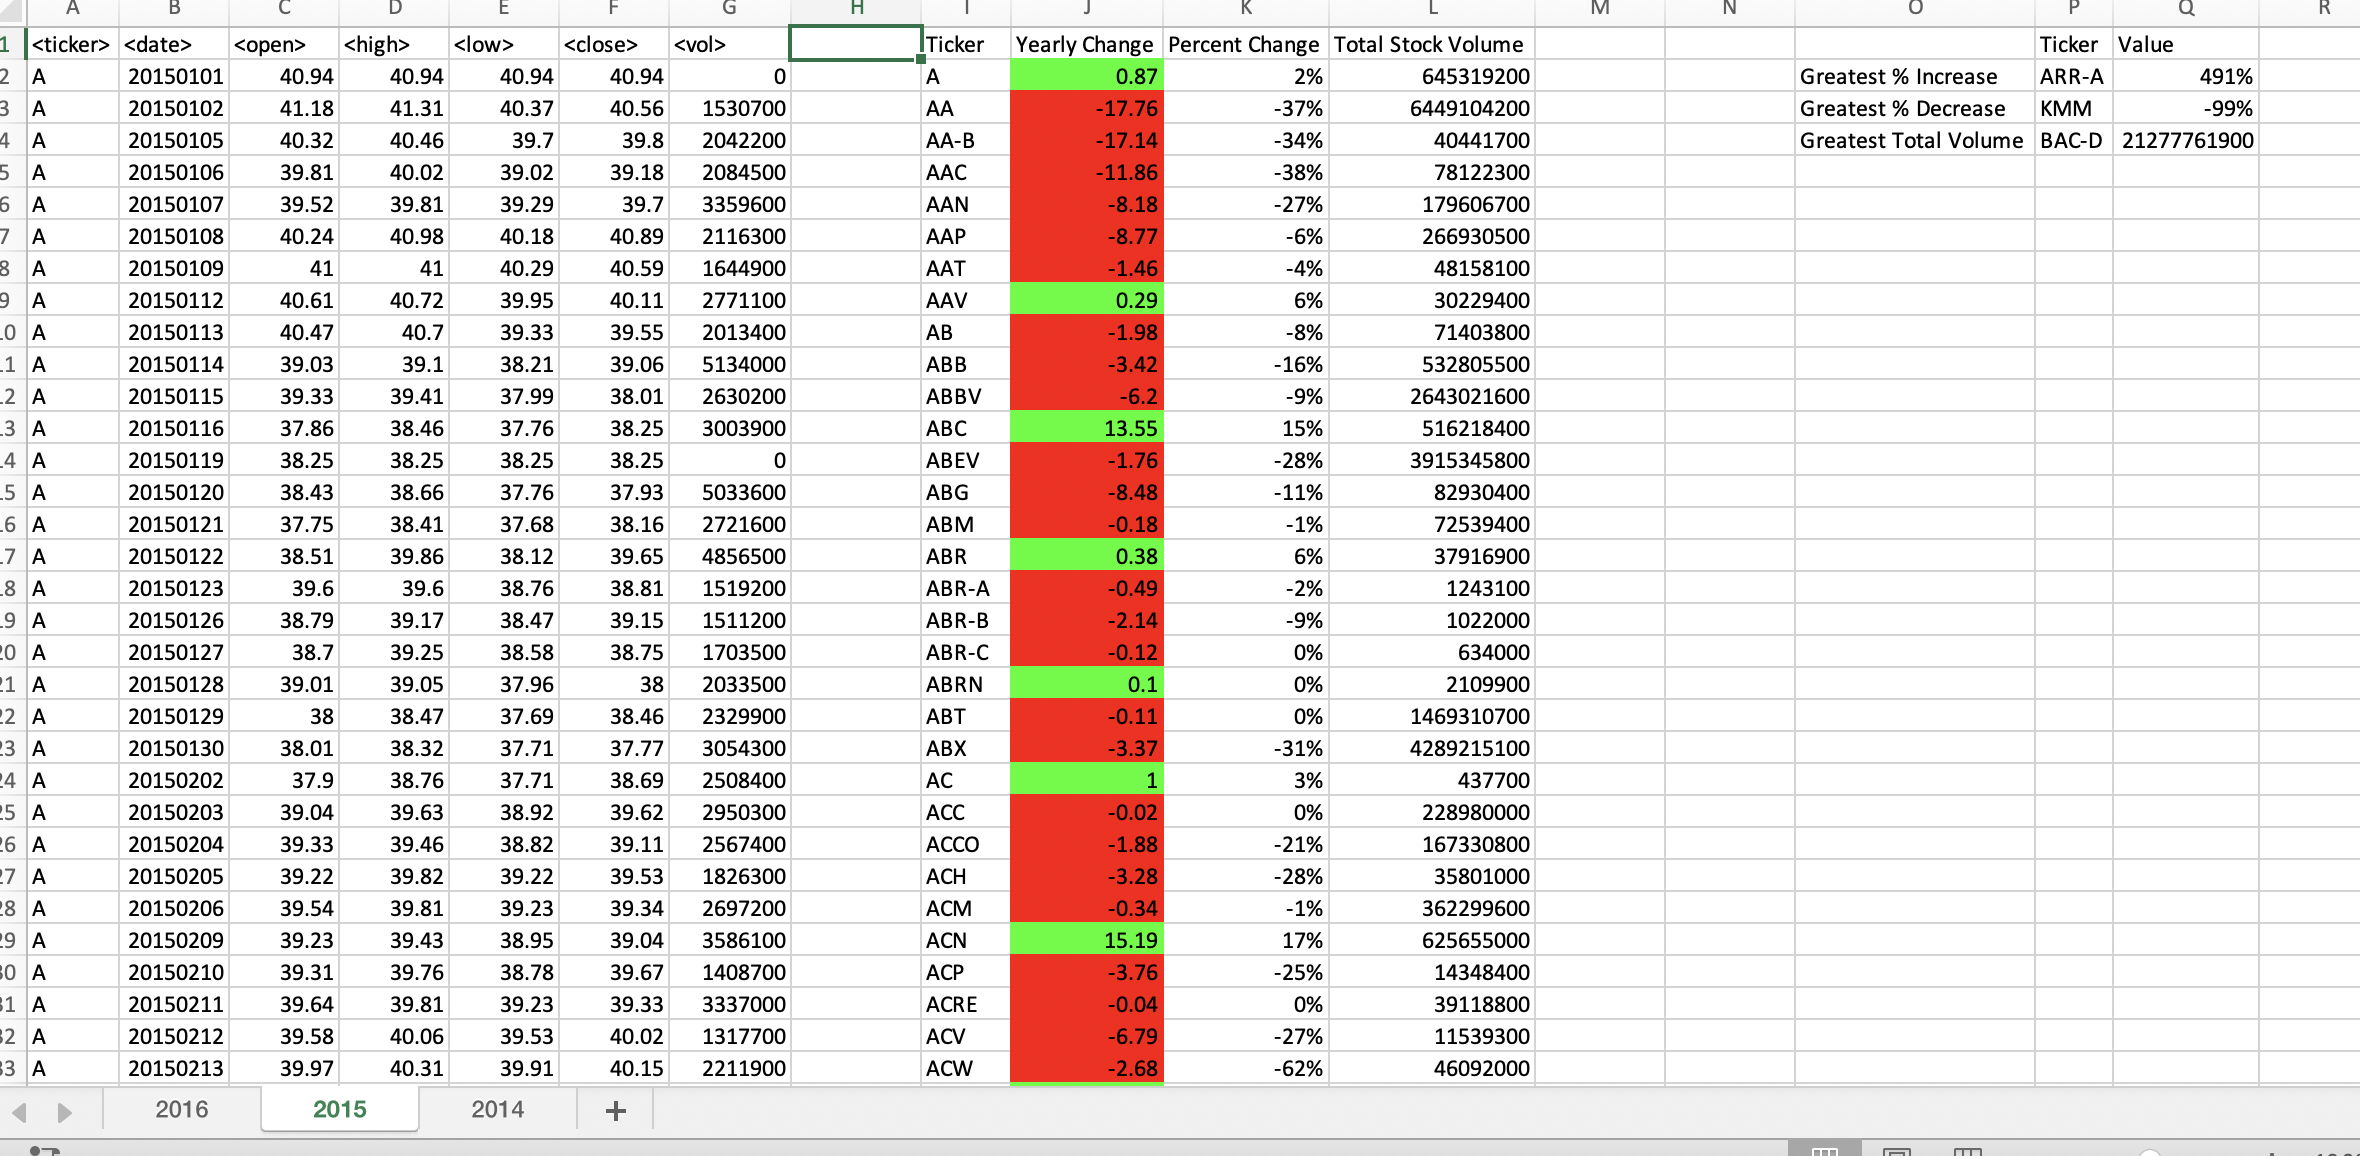 A B C D E F G H I J K L M N O P Q R
1 <ticker> <date> <open> <high> <low> <close> <vol> Ticker Yearly Change Percent Change Total Stock Volume Ticker Value
2 A 20150101 40.94 40.94 40.94 40.94 0 A 0.87 2% 645319200 Greatest % Increase ARR-A 491%
3 A 20150102 41.18 41.31 40.37 40.56 1530700 AA -17.76 -37% 6449104200 Greatest % Decrease KMM -99%
4 A 20150105 40.32 40.46 39.7 39.8 2042200 AA-B -17.14 -34% 40441700 Greatest Total Volume BAC-D 21277761900
5 A 20150106 39.81 40.02 39.02 39.18 2084500 AAC -11.86 -38% 78122300
6 A 20150107 39.52 39.81 39.29 39.7 3359600 AAN -8.18 -27% 179606700
7 A 20150108 40.24 40.98 40.18 40.89 2116300 AAP -8.77 -6% 266930500
8 A 20150109 41 41 40.29 40.59 1644900 AAT -1.46 -4% 48158100
9 A 20150112 40.61 40.72 39.95 40.11 2771100 AAV 0.29 6% 30229400
0 A 20150113 40.47 40.7 39.33 39.55 2013400 AB -1.98 -8% 71403800
1 A 20150114 39.03 39.1 38.21 39.06 5134000 ABB -3.42 -16% 532805500
2 A 20150115 39.33 39.41 37.99 38.01 2630200 ABBV -6.2 -9% 2643021600
3 A 20150116 37.86 38.46 37.76 38.25 3003900 ABC 13.55 15% 516218400
4 A 20150119 38.25 38.25 38.25 38.25 0 ABEV -1.76 -28% 3915345800
5 A 20150120 38.43 38.66 37.76 37.93 5033600 ABG -8.48 -11% 82930400
6 A 20150121 37.75 38.41 37.68 38.16 2721600 ABM -0.18 -1% 72539400
7 A 20150122 38.51 39.86 38.12 39.65 4856500 ABR 0.38 6% 37916900
8 A 20150123 39.6 39.6 38.76 38.81 1519200 ABR-A -0.49 -2% 1243100
9 A 20150126 38.79 39.17 38.47 39.15 1511200 ABR-B -2.14 -9% 1022000
0 A 20150127 38.7 39.25 38.58 38.75 1703500 ABR-C -0.12 0% 634000
1 A 20150128 39.01 39.05 37.96 38 2033500 ABRN 0.1 0% 2109900
2 A 20150129 38 38.47 37.69 38.46 2329900 ABT -0.11 0% 1469310700
3 A 20150130 38.01 38.32 37.71 37.77 3054300 ABX -3.37 -31% 4289215100
4 A 20150202 37.9 38.76 37.71 38.69 2508400 AC 1 3% 437700
5 A 20150203 39.04 39.63 38.92 39.62 2950300 ACC -0.02 0% 228980000
6 A 20150204 39.33 39.46 38.82 39.11 2567400 ACCO -1.88 -21% 167330800
7 A 20150205 39.22 39.82 39.22 39.53 1826300 ACH -3.28 -28% 35801000
8 A 20150206 39.54 39.81 39.23 39.34 2697200 ACM -0.34 -1% 362299600
9 A 20150209 39.23 39.43 38.95 39.04 3586100 ACN 15.19 17% 625655000
0 A 20150210 39.31 39.76 38.78 39.67 1408700 ACP -3.76 -25% 14348400
1 A 20150211 39.64 39.81 39.23 39.33 3337000 ACRE -0.04 0% 39118800
2 A 20150212 39.58 40.06 39.53 40.02 1317700 ACV -6.79 -27% 11539300
3 A 20150213 39.97 40.31 39.91 40.15 2211900 ACW -2.68 -62% 46092000
2016 2015 2014 +